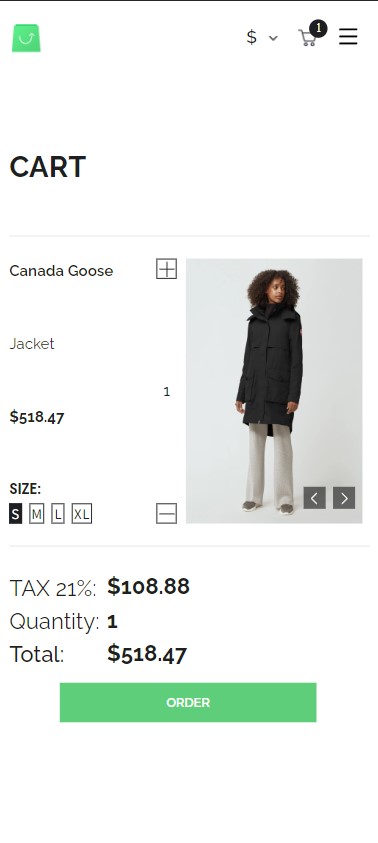 $
1
CART
Canada Goose
Jacket
1
$518.47
SIZE:
S M L XL
TAX 21%: $108.88
Quantity: 1
Total: $518.47
ORDER